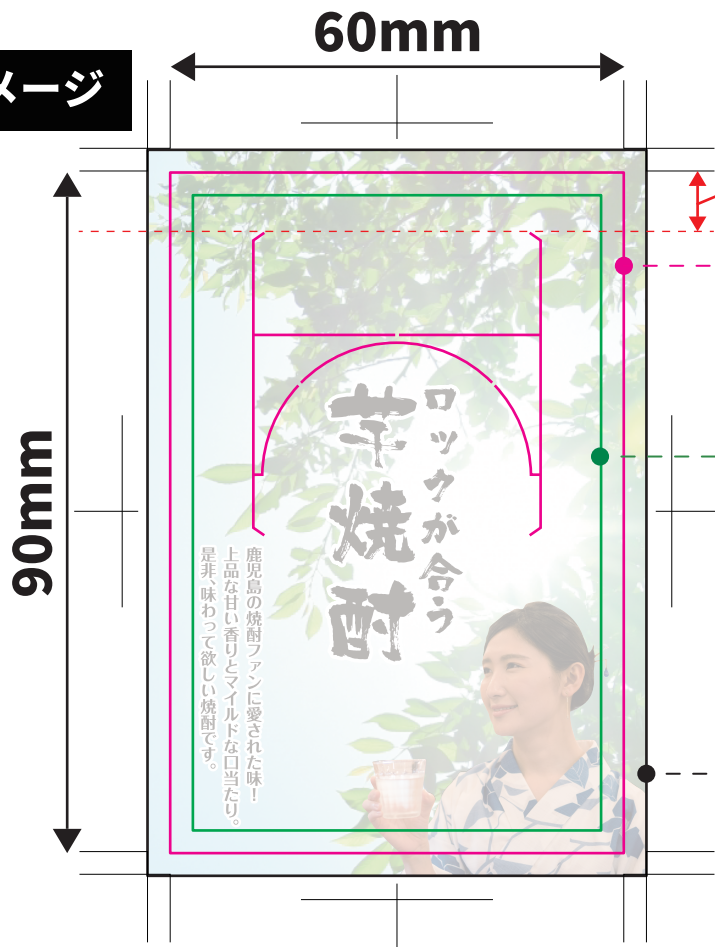 60mm
メージ
90mm
ロックが合う
芋焼酎
鹿児島の焼酎ファンに愛された味！
上品な甘い香りとマイルドな口当たり。
是非、味わって欲しい焼酎です。